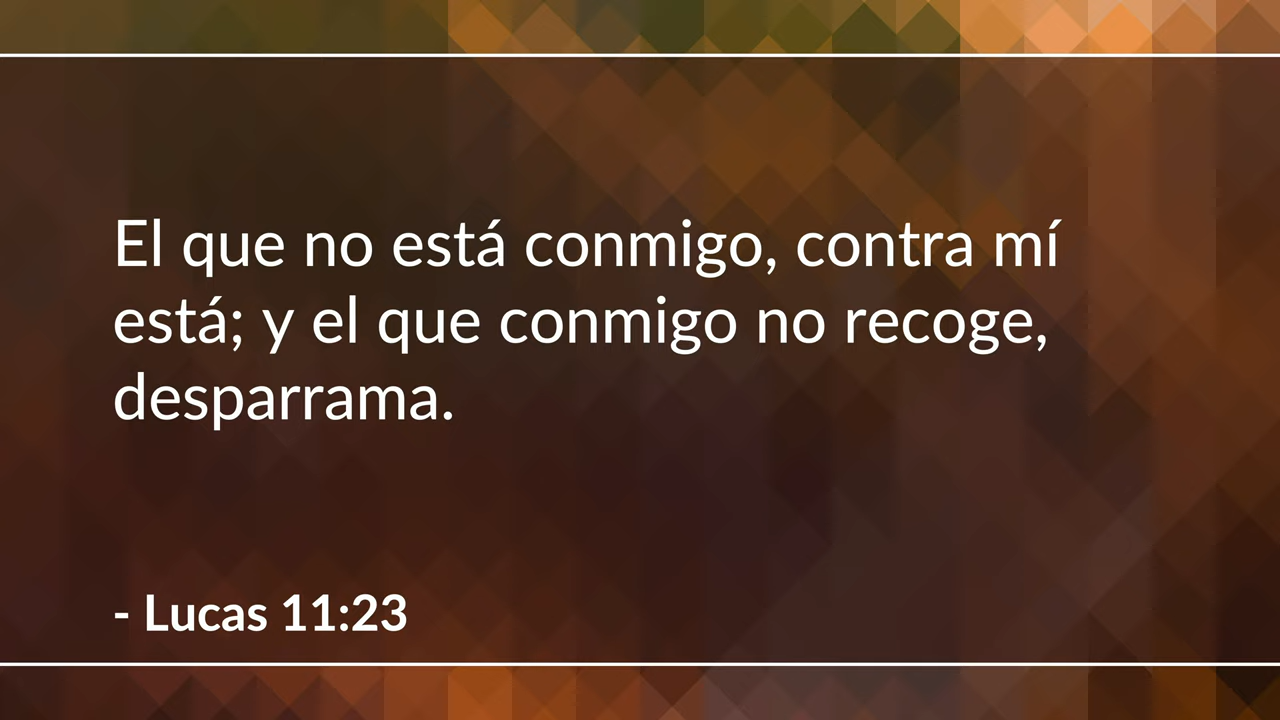 El que no está conmigo, contra mí
está; y el que conmigo no recoge,
desparrama.
- Lucas 11:23